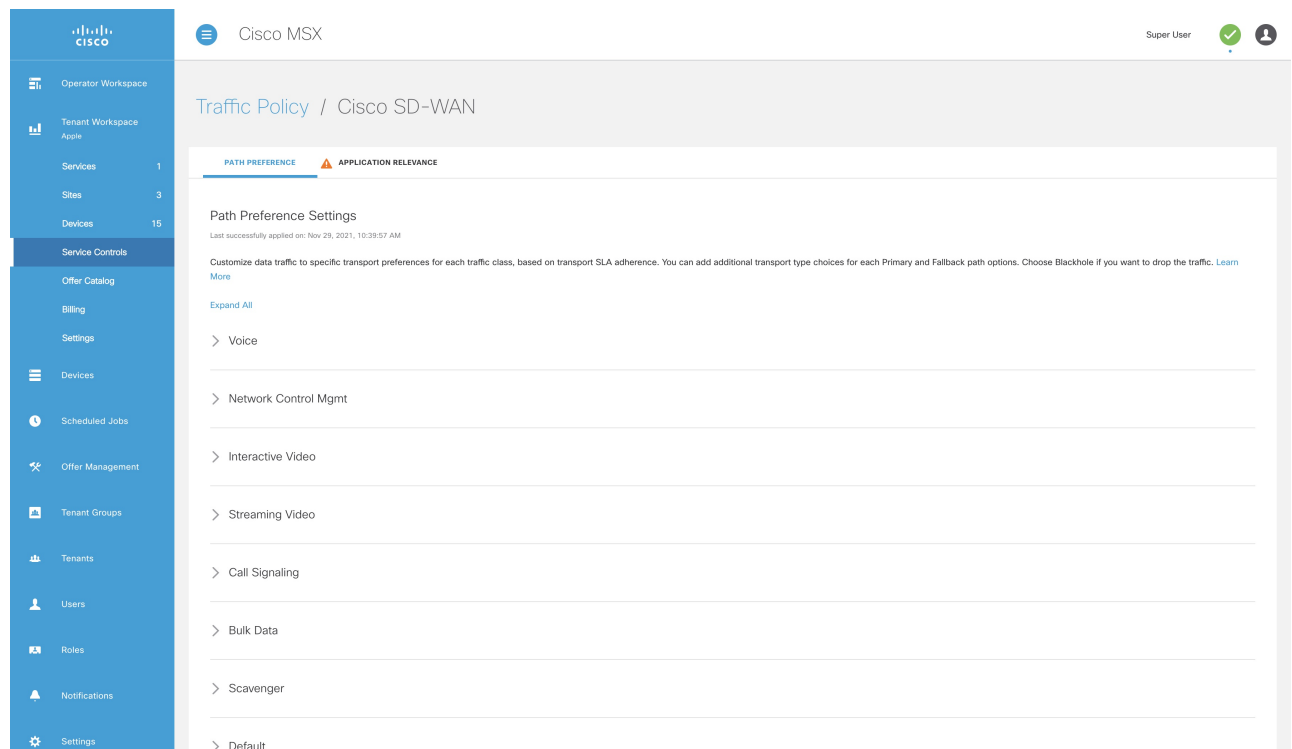 CISCO
Cisco MSX
Super User
Operator Workspace
Tenant Workspace
Apple
Services 1
Sites 3
Devices 15
Service Controls
Offer Catalog
Billing
Settings
Devices
Scheduled Jobs
Offer Management
Tenant Groups
Tenants
Users
Roles
Notifications
Settings
Traffic Policy / Cisco SD-WAN
PATH PREFERENCE
APPLICATION RELEVANCE
Path Preference Settings
Last successfully applied on: Nov 29, 2021, 10:39:57 AM
Customize data traffic to specific transport preferences for each traffic class, based on transport SLA adherence. You can add additional transport type choices for each Primary and Fallback path options. Choose Blackhole if you want to drop the traffic. Learn
More
Expand All
Voice
Network Control Mgmt
Interactive Video
Streaming Video
Call Signaling
Bulk Data
Scavenger
Default